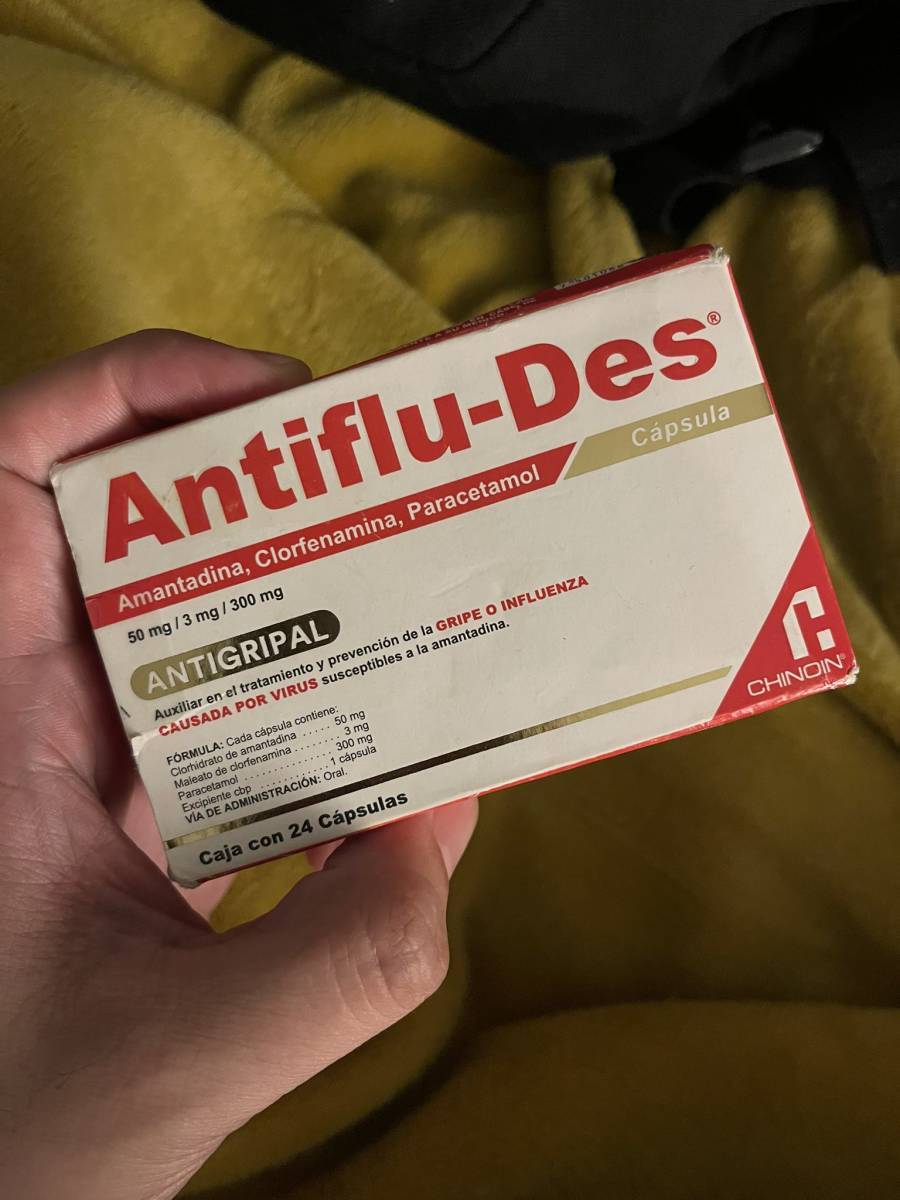 Antiflu-Des®
Cápsula
Amantadina, Clorfenamina, Paracetamol
50 mg / 3 mg / 300 mg
ANTIGRIPAL
Auxiliar en el tratamiento y prevención de la GRIPE O INFLUENZA
CAUSADA POR VIRUS susceptibles a la amantadina.
FÓRMULA: Cada cápsula contiene:
Clorhidrato de amantadina ..... 50 mg
Maleato de clorfenamina ........ 3 mg
Paracetamol .............. 300 mg
Excipiente cbp ............ 1 cápsula
VÍA DE ADMINISTRACIÓN: Oral.
Caja con 24 Cápsulas
CHINOIN®